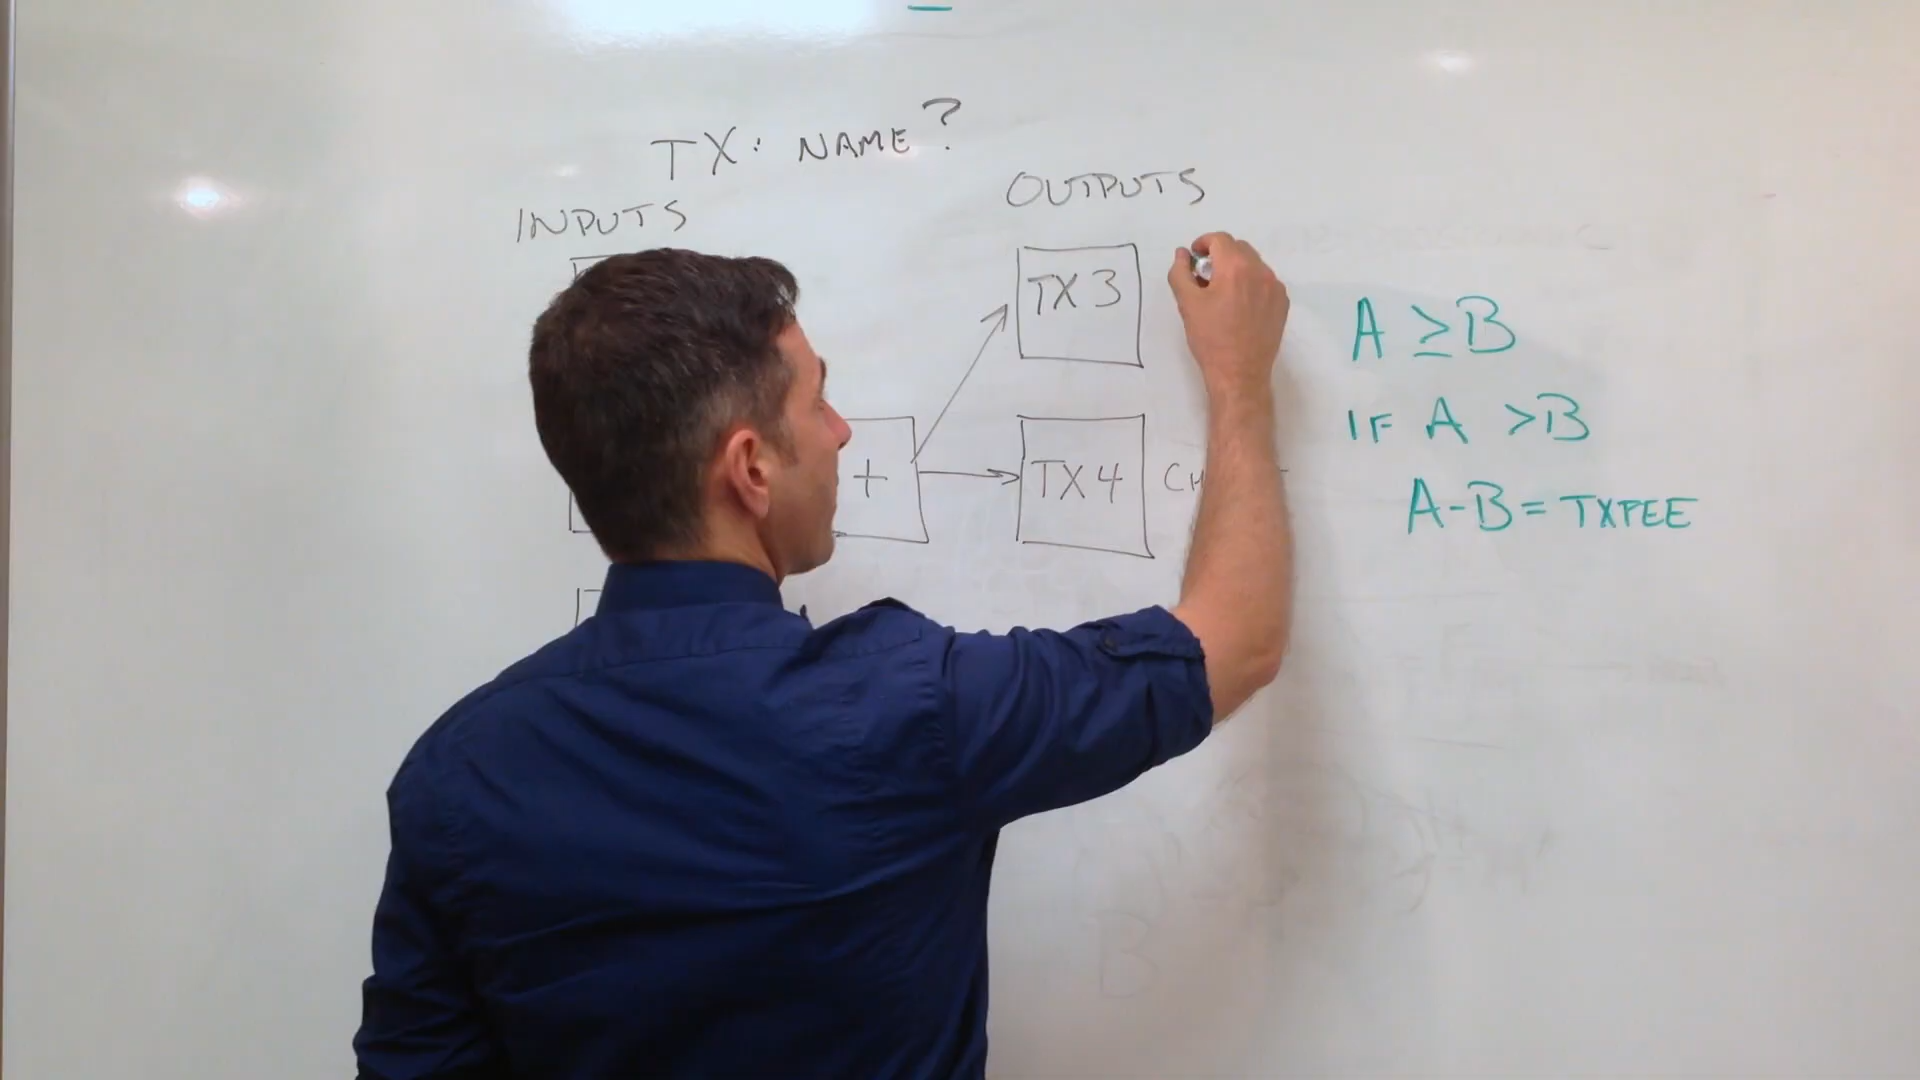 TX: NAME?
INPUTS
OUTPUTS
TX3
+
TX4
A ≥B
IF A >B
A-B= TXFEE